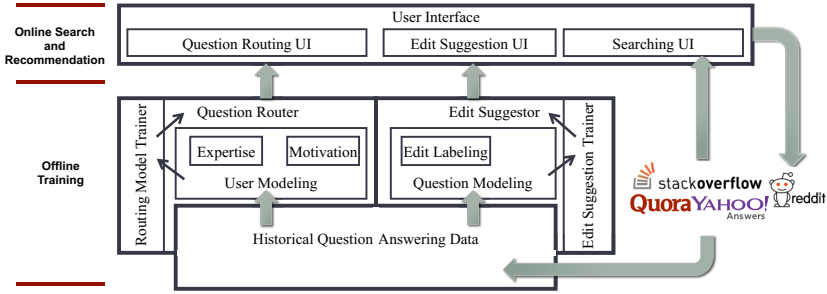 User Interface
Online Search
and
Recommendation
Question Routing UI
Edit Suggestion UI
Searching UI
Offline
Training
Routing Model Trainer
Question Router
Expertise
Motivation
User Modeling
Edit Suggestor
Edit Labeling
Question Modeling
Edit Suggestion Trainer
Historical Question Answering Data
stackoverflow
Quora
YAHOO!
Answers
reddit